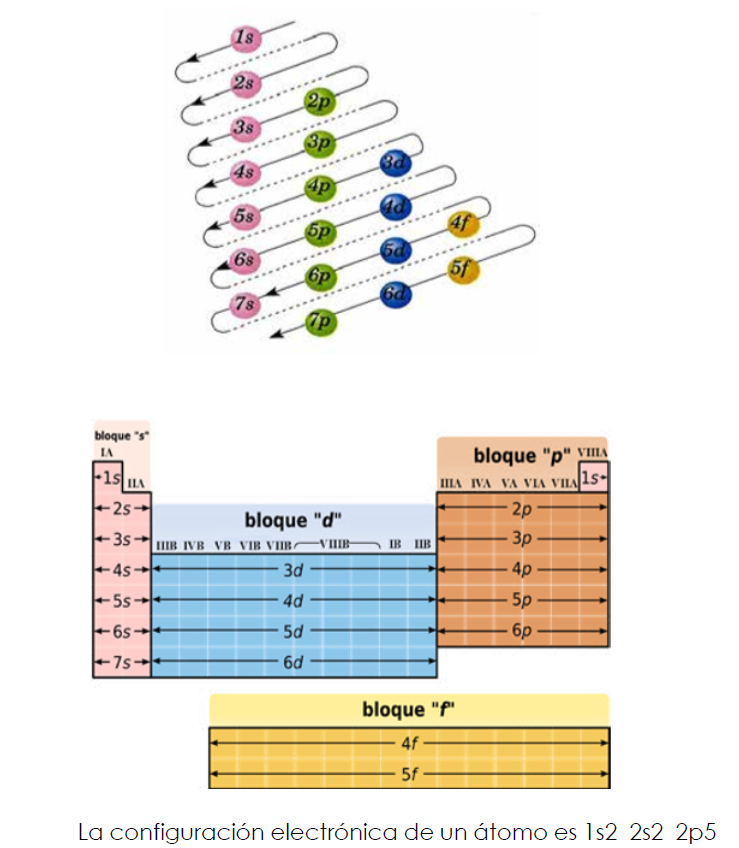 1s
2s
2p
3s
3p
3d
4s
4p
4d
4f
5s
5p
5d
5f
6s
6p
6d
7s
7p
bloque "s"
IA
IIA
bloque "p" VIIIA
IIIA IVA VA VIA VIIA
1s
1s
bloque "d"
IIIB IVB VB VIB VIIB VIIIB IB IIB
2s 2p
3s 3p
4s 3d 4p
5s 4d 5p
6s 5d 6p
7s 6d
bloque "f"
4f
5f
La configuración electrónica de un átomo es 1s2 2s2 2p5